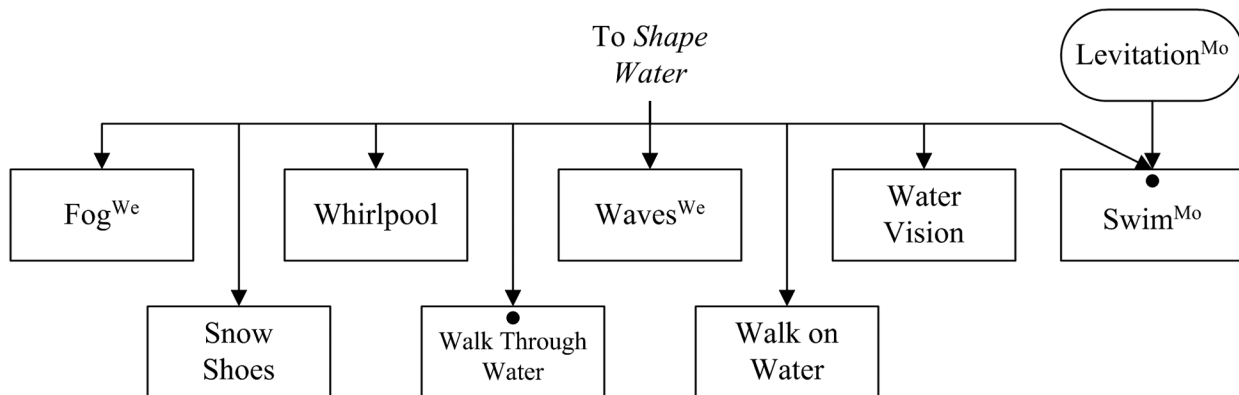 To Shape
Water
Levitation^Mo
Fog^We
Whirlpool
Waves^We
Water
Vision
Swim^Mo
Snow
Shoes
Walk Through
Water
Walk on
Water